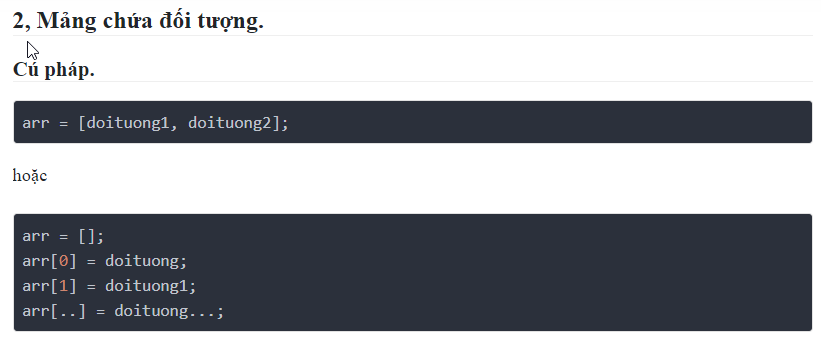 2, Mảng chứa đối tượng.
Cú pháp.
arr = [doituong1, doituong2];
hoặc
arr = [];
arr[0] = doituong;
arr[1] = doituong1;
arr[..] = doituong...;